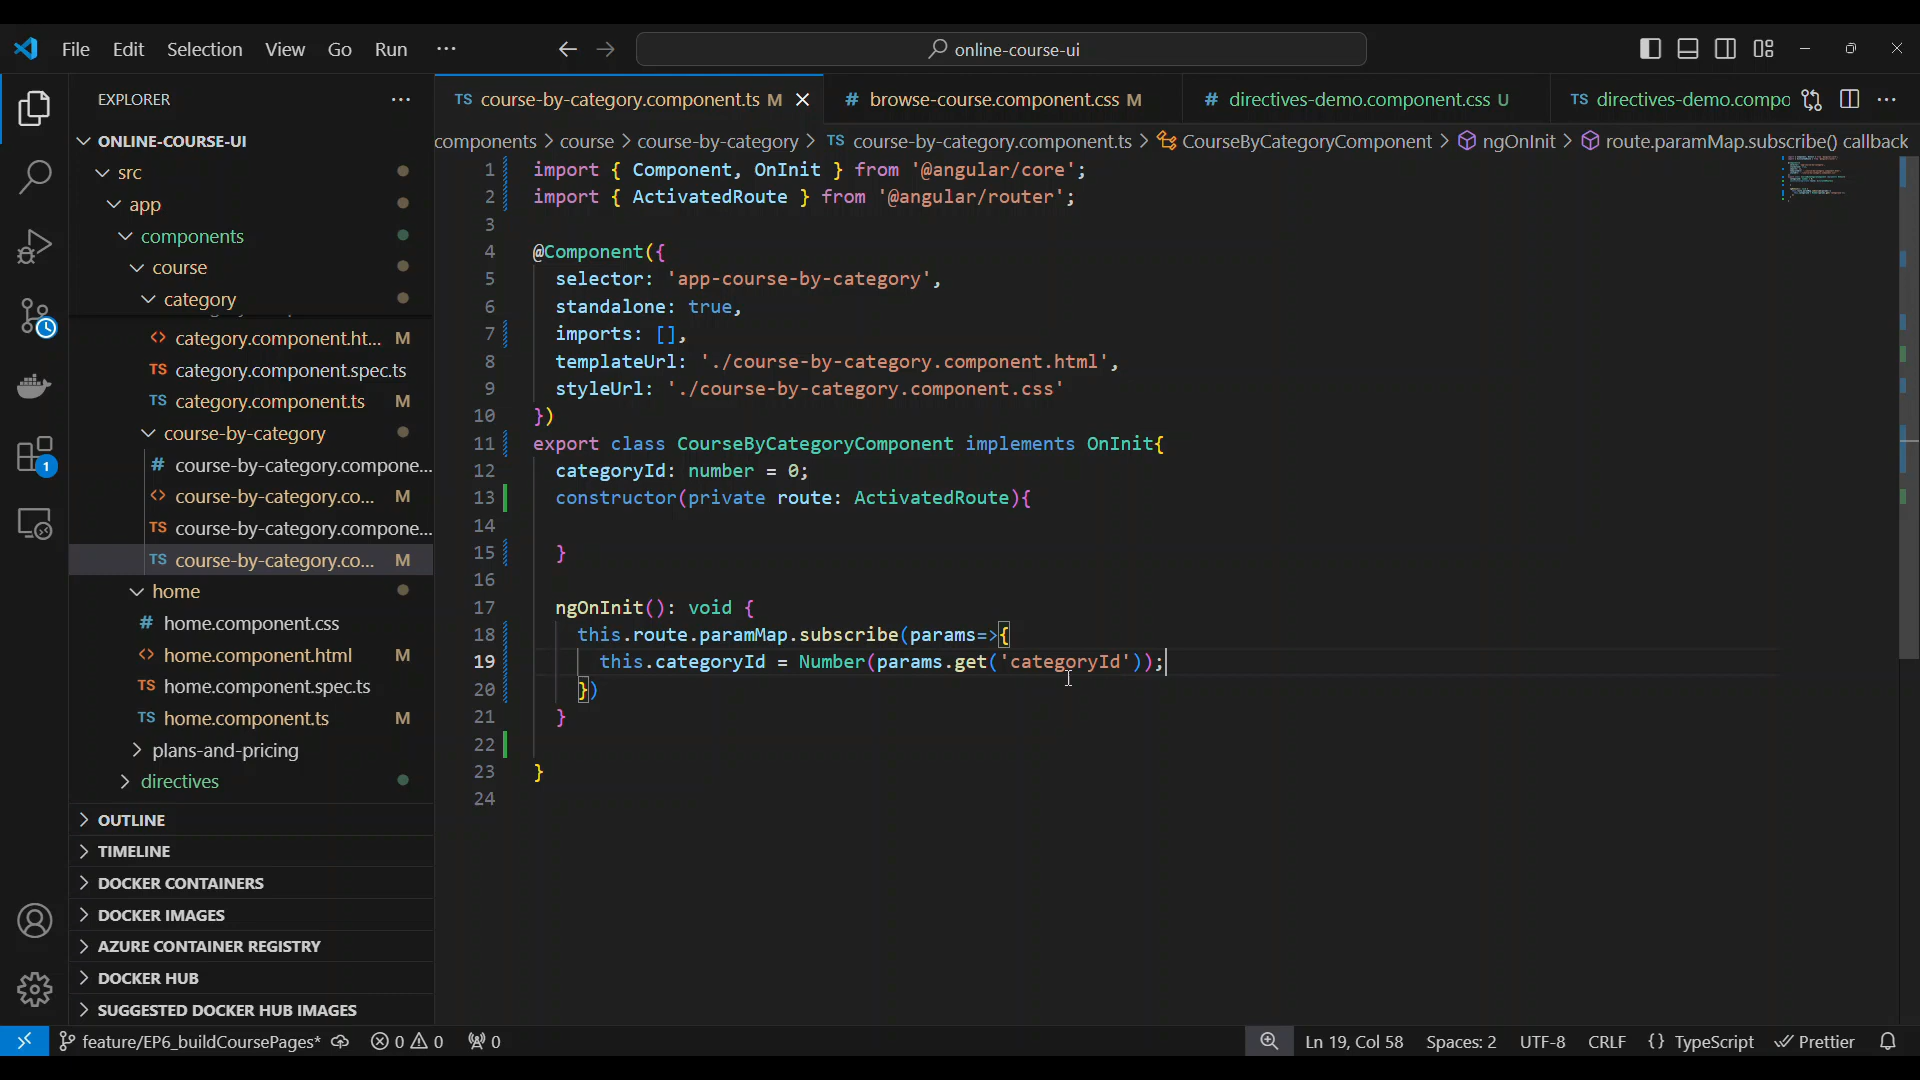 File Edit Selection View Go Run ··· online-course-ui
EXPLORER ···
ONLINE-COURSE-UI
src
app
components
course
category
category.component.ht... M
TS category.component.spec.ts
TS category.component.ts M
course-by-category
# course-by-category.compone...
course-by-category.co... M
TS course-by-category.compone...
TS course-by-category.co... M
home
# home.component.css
home.component.html M
TS home.component.spec.ts
TS home.component.ts M
plans-and-pricing
directives
OUTLINE
TIMELINE
DOCKER CONTAINERS
DOCKER IMAGES
AZURE CONTAINER REGISTRY
DOCKER HUB
SUGGESTED DOCKER HUB IMAGES
1
TS course-by-category.component.ts M # browse-course.component.css M # directives-demo.component.css U TS directives-demo.compo ···
components > course > course-by-category > TS course-by-category.component.ts > CourseByCategoryComponent > ngOnInit > route.paramMap.subscribe() callback
1 import { Component, OnInit } from '@angular/core';
2 import { ActivatedRoute } from '@angular/router';
3
4 @Component({
5 selector: 'app-course-by-category',
6 standalone: true,
7 imports: [],
8 templateUrl: './course-by-category.component.html',
9 styleUrl: './course-by-category.component.css'
10 })
11 export class CourseByCategoryComponent implements OnInit{
12 categoryId: number = 0;
13 constructor(private route: ActivatedRoute){
14
15 }
16
17 ngOnInit(): void {
18 this.route.paramMap.subscribe(params=>{
19 this.categoryId = Number(params.get('categoryId'));
20 })
21 }
22
23 }
24
feature/EP6_buildCoursePages* 0 0 0 Ln 19, Col 58 Spaces: 2 UTF-8 CRLF {} TypeScript Prettier